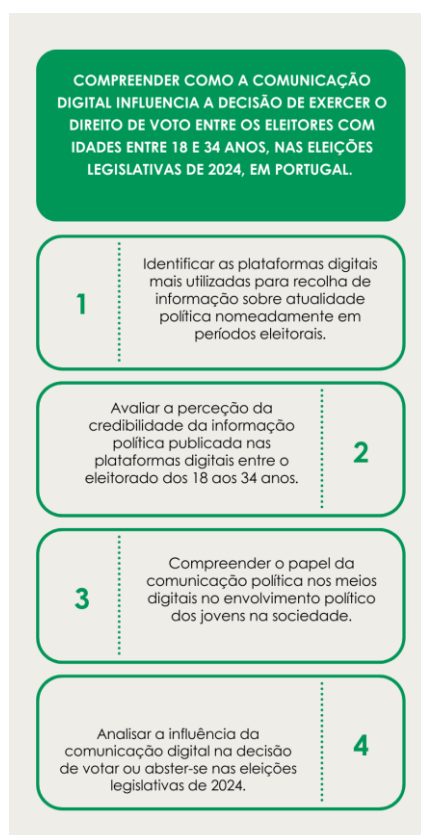 COMPREENDER COMO A COMUNICAÇÃO
DIGITAL INFLUENCIA A DECISÃO DE EXERCER O
DIREITO DE VOTO ENTRE OS ELEITORES COM
IDADES ENTRE 18 E 34 ANOS, NAS ELEIÇÕES
LEGISLATIVAS DE 2024, EM PORTUGAL.
1
Identificar as plataformas digitais
mais utilizadas para recolha de
informação sobre atualidade
política nomeadamente em
períodos eleitorais.
Avaliar a perceção da
credibilidade da informação
política publicada nas
plataformas digitais entre o
eleitorado dos 18 aos 34 anos.
2
3
Compreender o papel da
comunicação política nos meios
digitais no envolvimento político
dos jovens na sociedade.
Analisar a influência da
comunicação digital na decisão
de votar ou abster-se nas eleições
legislativas de 2024.
4